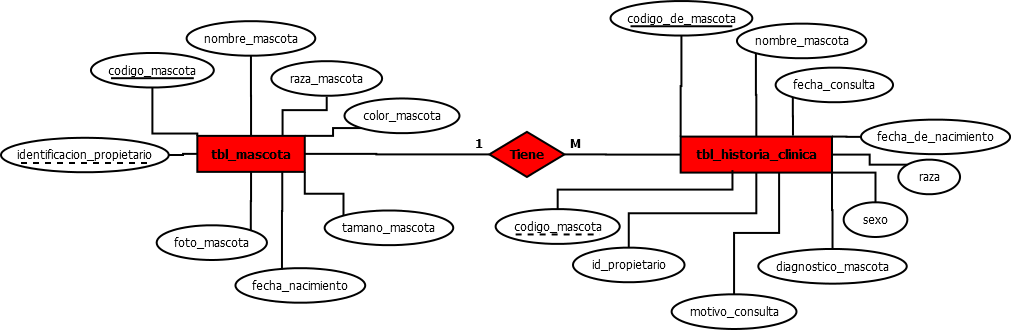 codigo_de_mascota
nombre_mascota
nombre_mascota
codigo_mascota
raza_mascota
fecha_consulta
color_mascota
fecha_de_nacimiento
identificacion_propietario
tbl_mascota
1
Tiene
M
tbl_historia_clinica
raza
sexo
codigo_mascota
tamano_mascota
foto_mascota
id_propietario
diagnostico_mascota
fecha_nacimiento
motivo_consulta